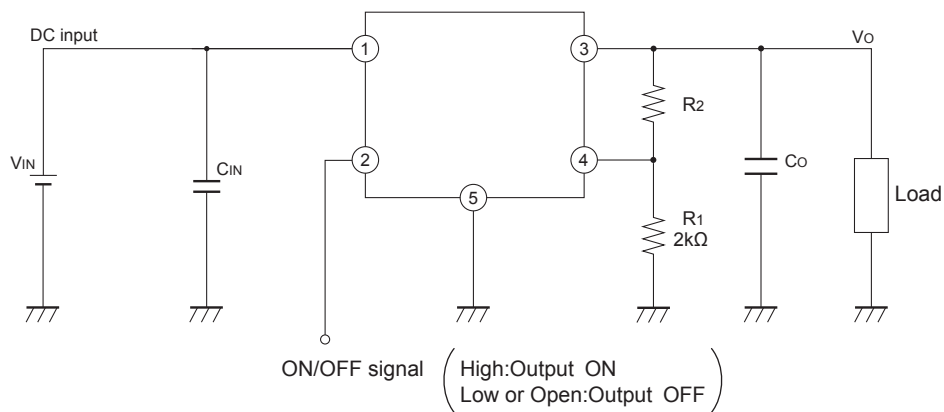 DC input
VO
1
3
R2
VIN
CIN
2
4
CO
5
Load
R1
2kΩ
ON/OFF signal
High:Output ON
Low or Open:Output OFF